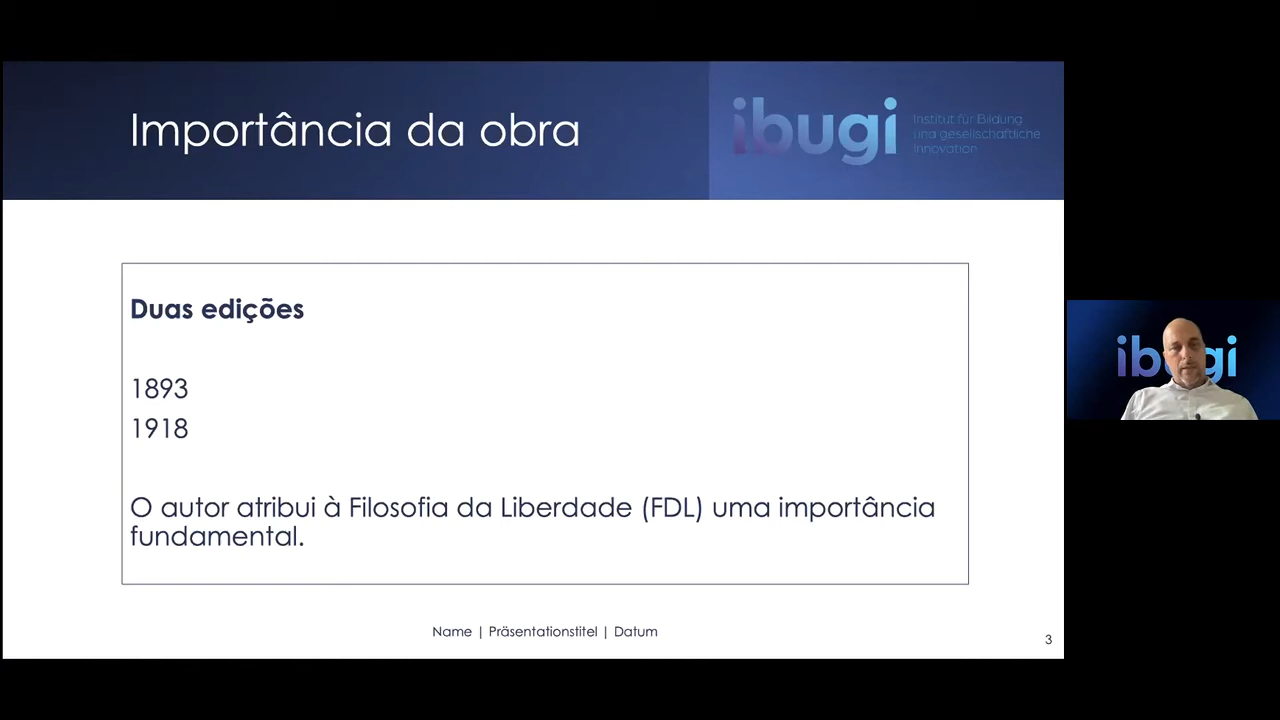 Importância da obra
ibugi
Institut für Bildung
und gesellschaftliche
Innovation
Duas edições
1893
1918
O autor atribui à Filosofia da Liberdade (FDL) uma importância
fundamental.
Name | Präsentationstitel | Datum
3
ibugi